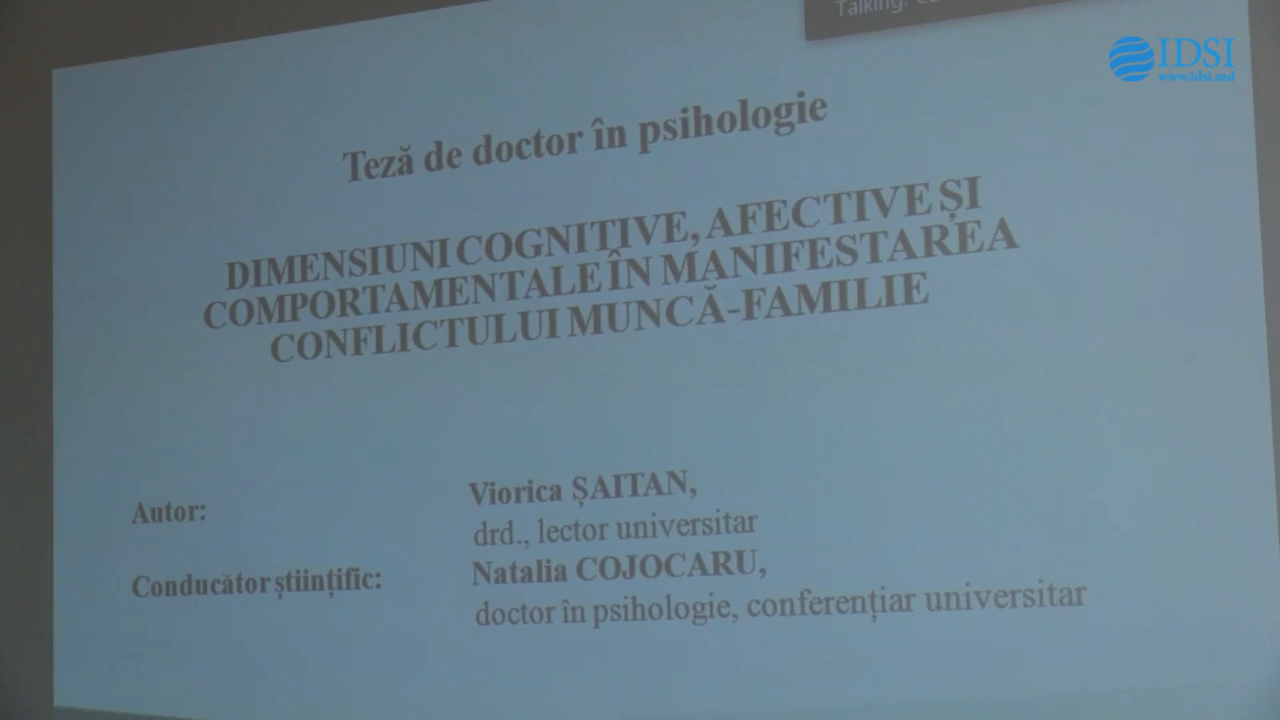 Talking:
IDSI
www.idsi.md
Teză de doctor în psihologie
DIMENSIUNI COGNITIVE, AFECTIVE ȘI
COMPORTAMENTALE ÎN MANIFESTAREA
CONFLICTULUI MUNCĂ-FAMILIE
Autor:
Viorica ȘAITAN,
drd., lector universitar
Conducător științific:
Natalia COJOCARU,
doctor în psihologie, conferențiar universitar